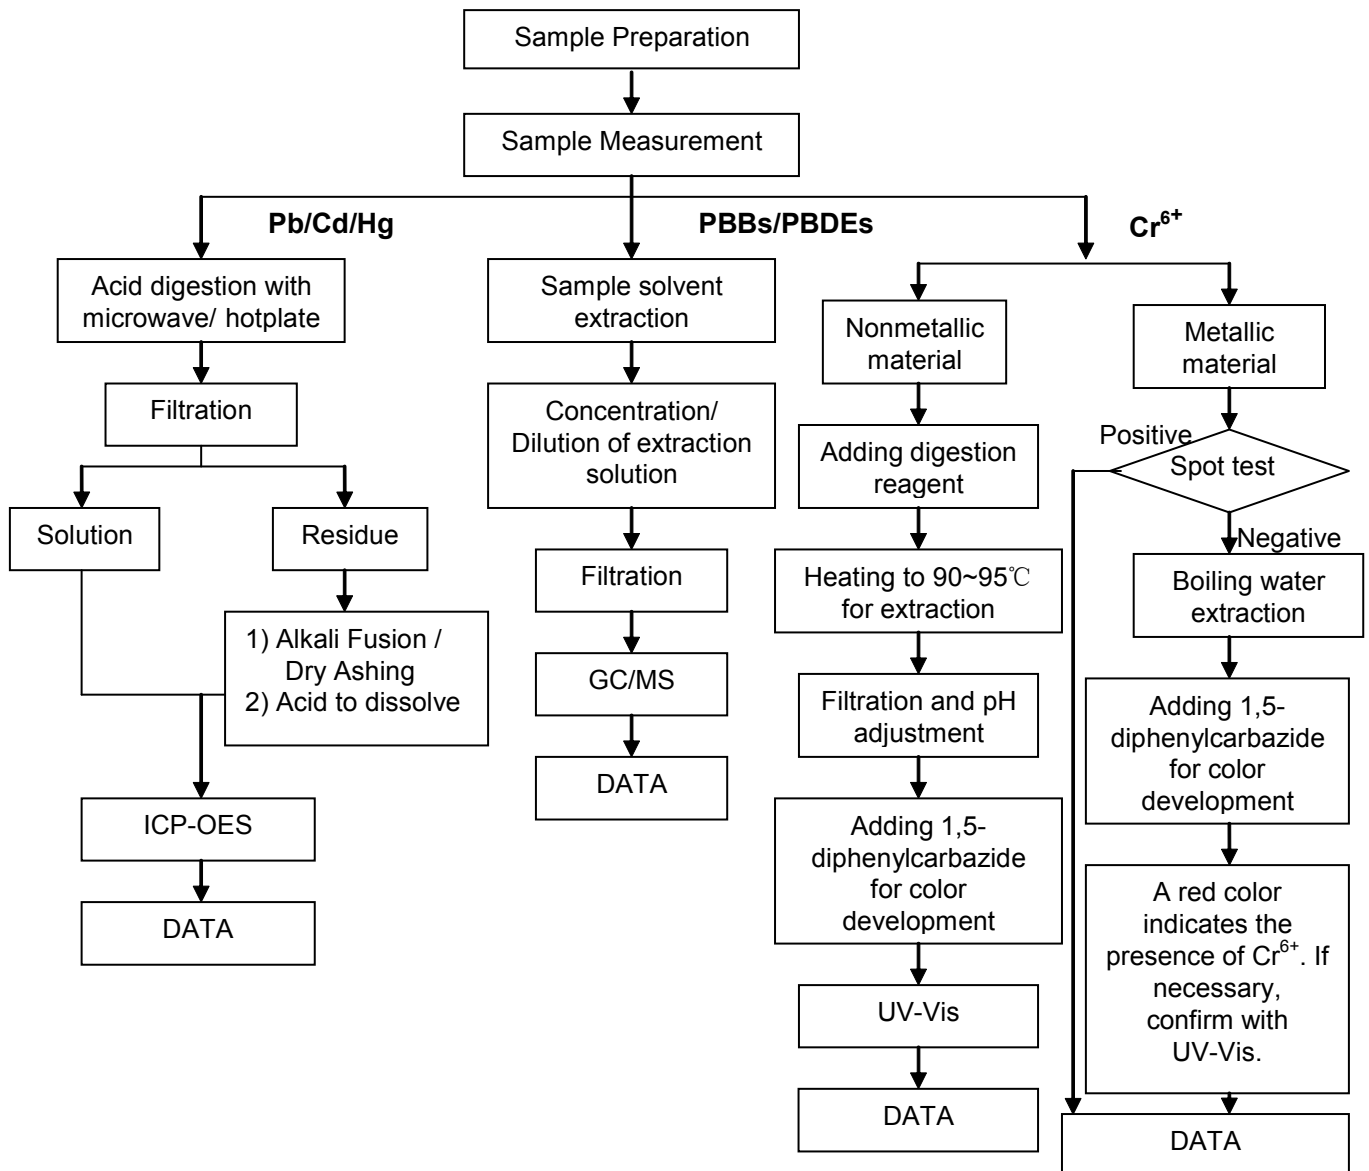 Sample Preparation
Sample Measurement
Pb/Cd/Hg
PBBs/PBDEs
Cr⁶⁺
Acid digestion with
microwave/ hotplate
Filtration
Solution
Residue
1) Alkali Fusion /
Dry Ashing
2) Acid to dissolve
ICP-OES
DATA
Sample solvent
extraction
Concentration/
Dilution of extraction
solution
Filtration
GC/MS
DATA
Nonmetallic
material
Adding digestion
reagent
Heating to 90~95℃
for extraction
Filtration and pH
adjustment
Adding 1,5-
diphenylcarbazide
for color
development
UV-Vis
DATA
Metallic
material
Positive
Spot test
Negative
Boiling water
extraction
Adding 1,5-
diphenylcarbazide
for color
development
A red color
indicates the
presence of Cr⁶⁺. If
necessary,
confirm with
UV-Vis.
DATA